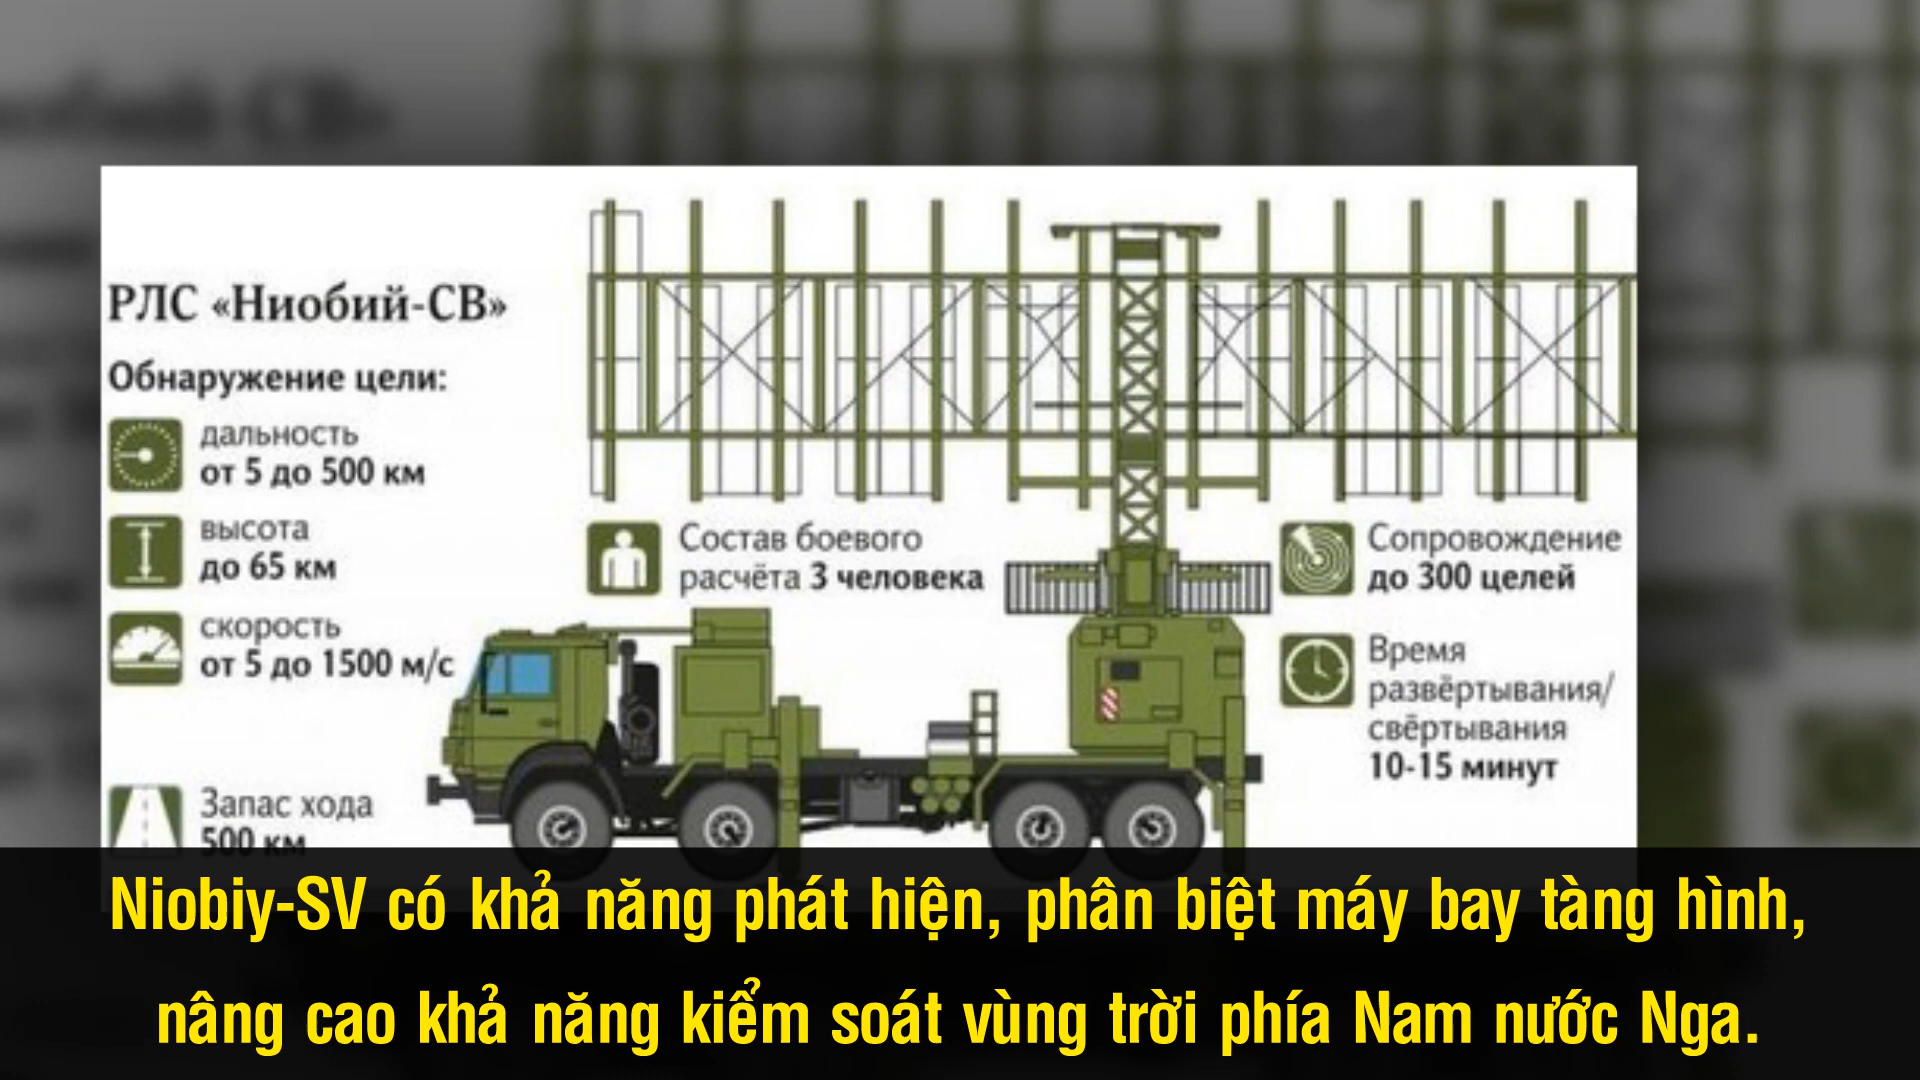 РЛС «Ниобий-СВ»
Обнаружение цели:
дальность
от 5 до 500 км
высота
до 65 км
скорость
от 5 до 1500 м/с
Запас хода
500 км
Состав боевого
расчёта 3 человека
Сопровождение
до 300 целей
Время
развёртывания/
свёртывания
10-15 минут
Niobiy-SV có khả năng phát hiện, phân biệt máy bay tàng hình,
nâng cao khả năng kiểm soát vùng trời phía Nam nước Nga.